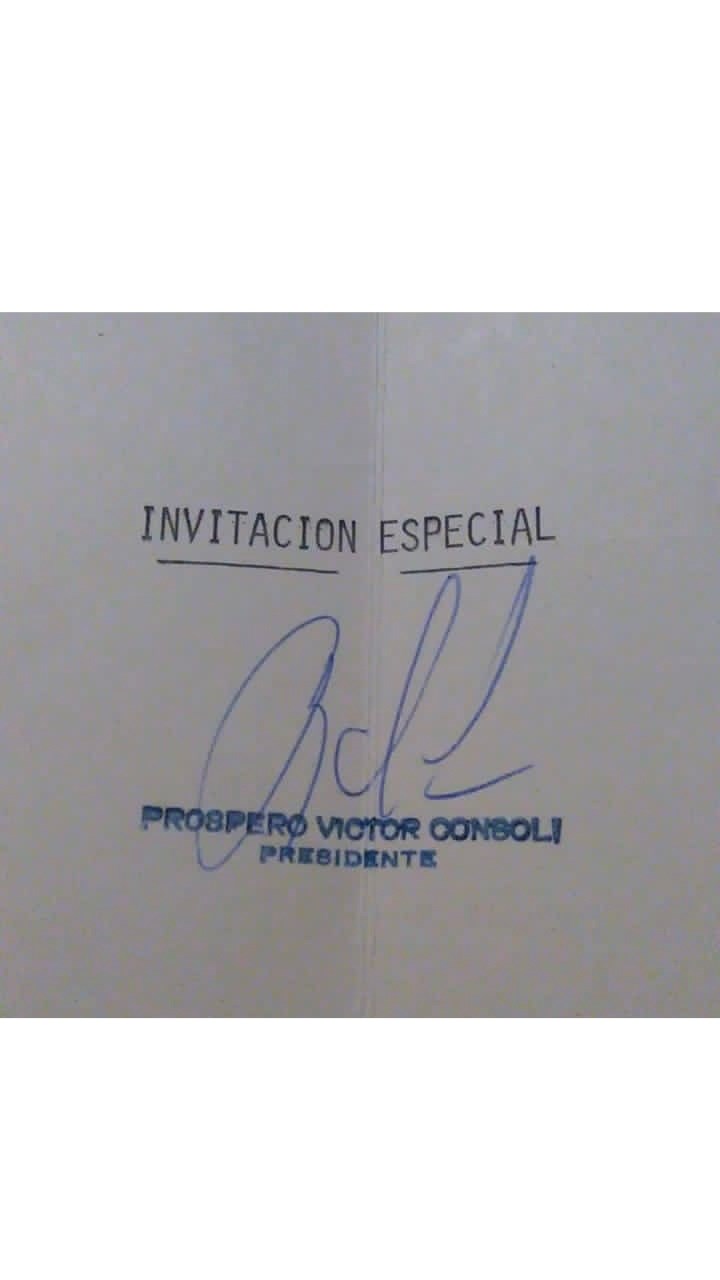 INVITACION ESPECIAL
PROSPERO VICTOR CONSOLI
PRESIDENTE